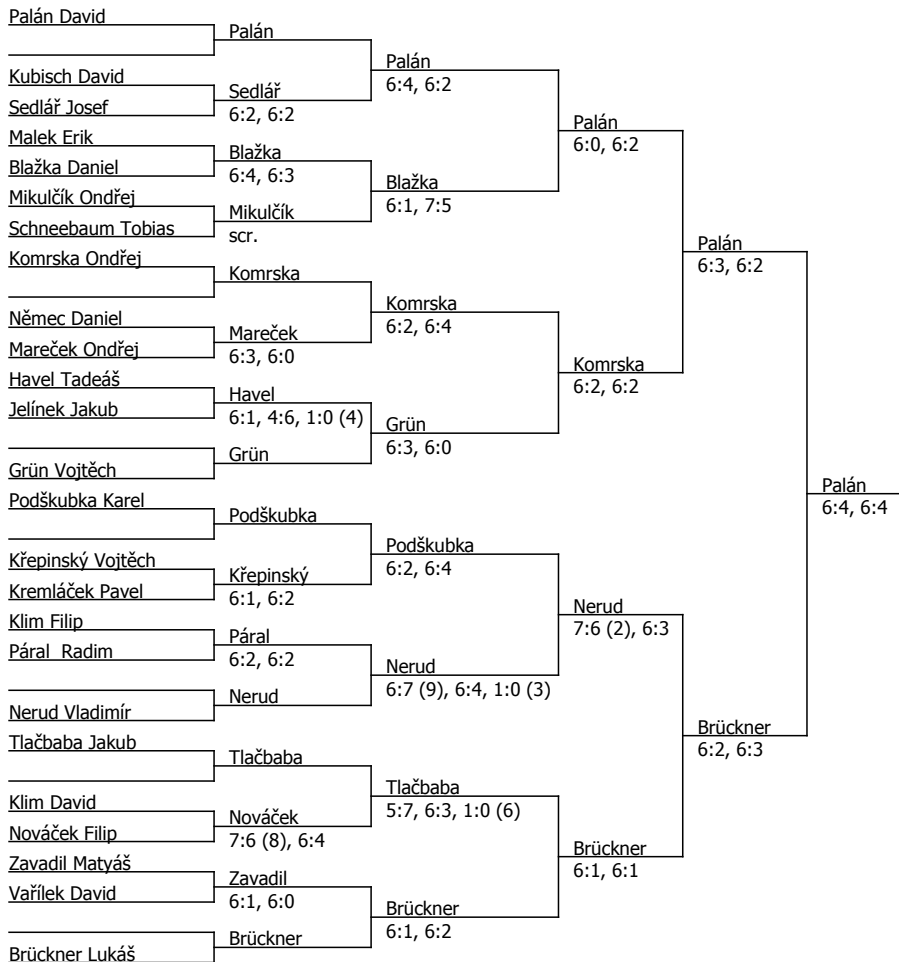 Palán David
Palán
Palán
6:4, 6:2
Kubisch David
Sedlář
6:2, 6:2
Sedlář Josef
Palán
6:0, 6:2
Malek Erik
Blažka
6:4, 6:3
Blažka Daniel
Blažka
6:1, 7:5
Mikulčík Ondřej
Mikulčík
scr.
Schneebaum Tobias
Palán
6:3, 6:2
Komrska Ondřej
Komrska
Komrska
6:2, 6:4
Němec Daniel
Mareček
6:3, 6:0
Mareček Ondřej
Komrska
6:2, 6:2
Havel Tadeáš
Havel
6:1, 4:6, 1:0 (4)
Jelínek Jakub
Grün
6:3, 6:0
Grün
Grün Vojtěch
Palán
6:4, 6:4
Podškubka Karel
Podškubka
Podškubka
6:2, 6:4
Křepinský Vojtěch
Křepinský
6:1, 6:2
Kremláček Pavel
Nerud
7:6 (2), 6:3
Klim Filip
Páral
6:2, 6:2
Páral  Radim
Nerud
6:7 (9), 6:4, 1:0 (3)
Nerud
Nerud Vladimír
Brückner
6:2, 6:3
Tlačbaba Jakub
Tlačbaba
Tlačbaba
5:7, 6:3, 1:0 (6)
Klim David
Nováček
7:6 (8), 6:4
Nováček Filip
Brückner
6:1, 6:1
Zavadil Matyáš
Zavadil
6:1, 6:0
Vařílek David
Brückner
6:1, 6:2
Brückner
Brückner Lukáš